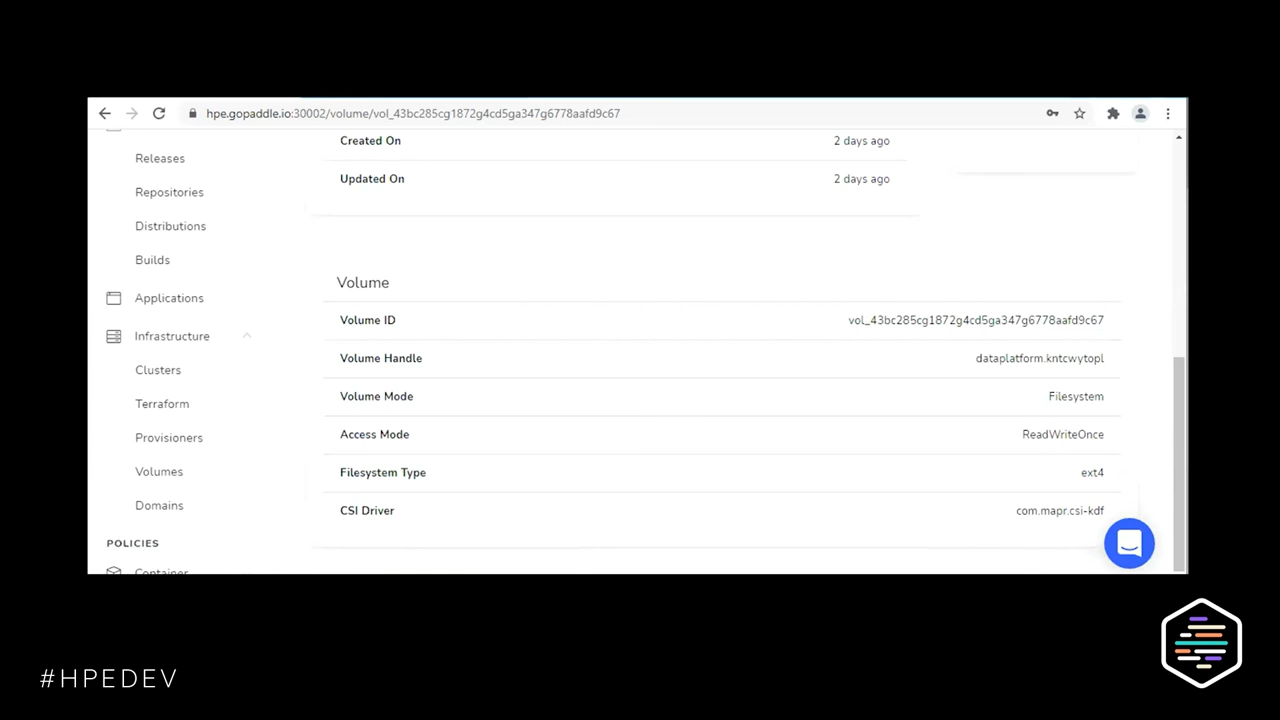 hpe.gopaddle.io:30002/volume/vol_43bc285cg1872g4cd5ga347g6778aafd9c67
Releases
Repositories
Distributions
Builds
Applications
Infrastructure
Clusters
Terraform
Provisioners
Volumes
Domains
POLICIES
Container
Created On 2 days ago
Updated On 2 days ago
Volume
Volume ID vol_43bc285cg1872g4cd5ga347g6778aafd9c67
Volume Handle dataplatform.kntcwytopl
Volume Mode Filesystem
Access Mode ReadWriteOnce
Filesystem Type ext4
CSI Driver com.mapr.csi-kdf
#HPEDEV